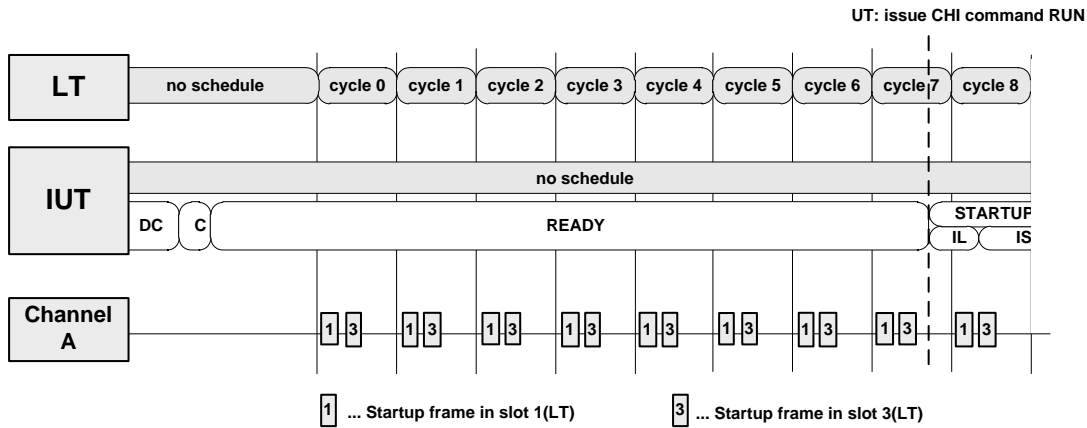 UT: issue CHI command RUN
LT
no schedule
cycle 0
cycle 1
cycle 2
cycle 3
cycle 4
cycle 5
cycle 6
cycle 7
cycle 8
IUT
no schedule
DC
C
READY
STARTUP
IL
IS
Channel
A
1 3 1 3 1 3 1 3 1 3 1 3 1 3 1 3 1 3
1 ... Startup frame in slot 1(LT)
3 ... Startup frame in slot 3(LT)